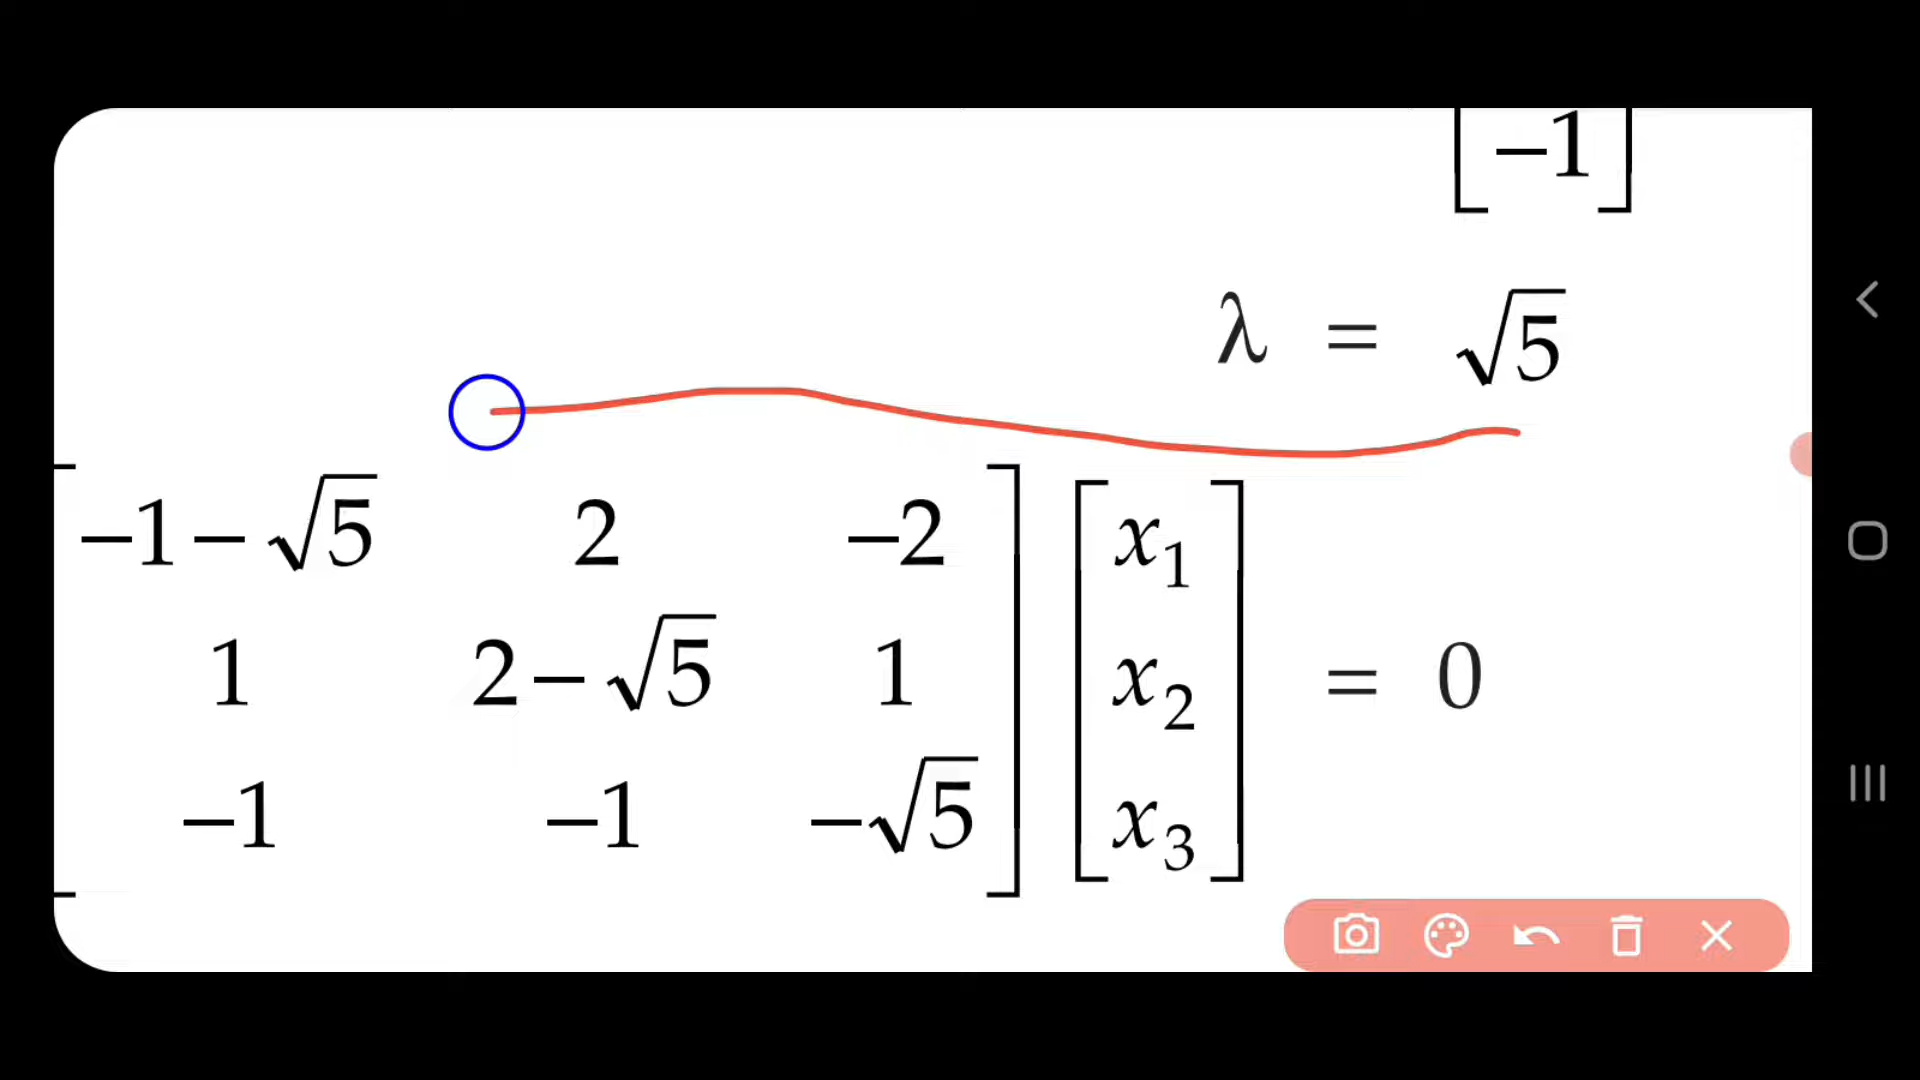 [ −1 ]
λ = √5
−1 − √5 2 −2 ] [ x₁ ]
1 2 − √5 1 x₂ = 0
−1 −1 −√5 x₃